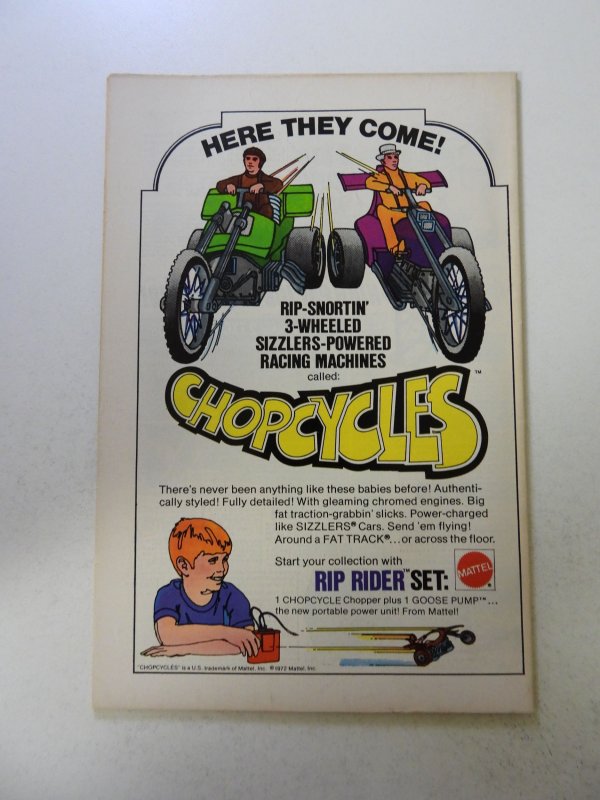 HERE THEY COME!
RIP-SNORTIN'
3-WHEELED
SIZZLERS-POWERED
RACING MACHINES
called:
CHOPCYCLES™
There's never been anything like these babies before! Authenti-
cally styled! Fully detailed! With gleaming chromed engines. Big
fat traction-grabbin' slicks. Power-charged
like SIZZLERS® Cars. Send 'em flying!
Around a FAT TRACK®...or across the floor.
Start your collection with
RIP RIDER™ SET:
MATTEL®
1 CHOPCYCLE Chopper plus 1 GOOSE PUMP™...
the new portable power unit! From Mattel!
"CHOPCYCLES" is a U.S. trademark of Mattel, Inc. ©1972 Mattel, Inc.